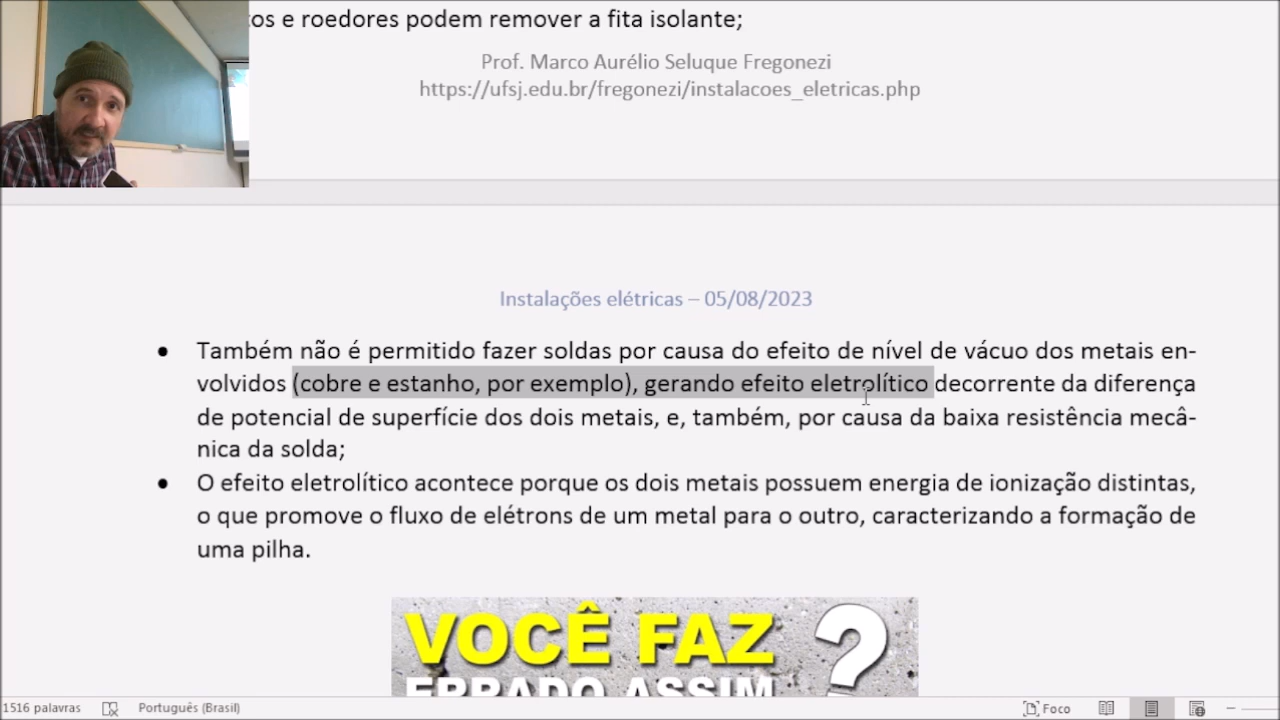 tos e roedores podem remover a fita isolante;
Prof. Marco Aurélio Seluque Fregonezi
https://ufsj.edu.br/fregonezi/instalacoes_eletricas.php
Instalações elétricas – 05/08/2023
● Também não é permitido fazer soldas por causa do efeito de nível de vácuo dos metais en-
volvidos (cobre e estanho, por exemplo), gerando efeito eletrolítico decorrente da diferença
de potencial de superfície dos dois metais, e, também, por causa da baixa resistência mecâ-
nica da solda;
● O efeito eletrolítico acontece porque os dois metais possuem energia de ionização distintas,
o que promove o fluxo de elétrons de um metal para o outro, caracterizando a formação de
uma pilha.
VOCÊ FAZ
ERRADO ASSIM
?
1516 palavras
Português (Brasil)
Foco